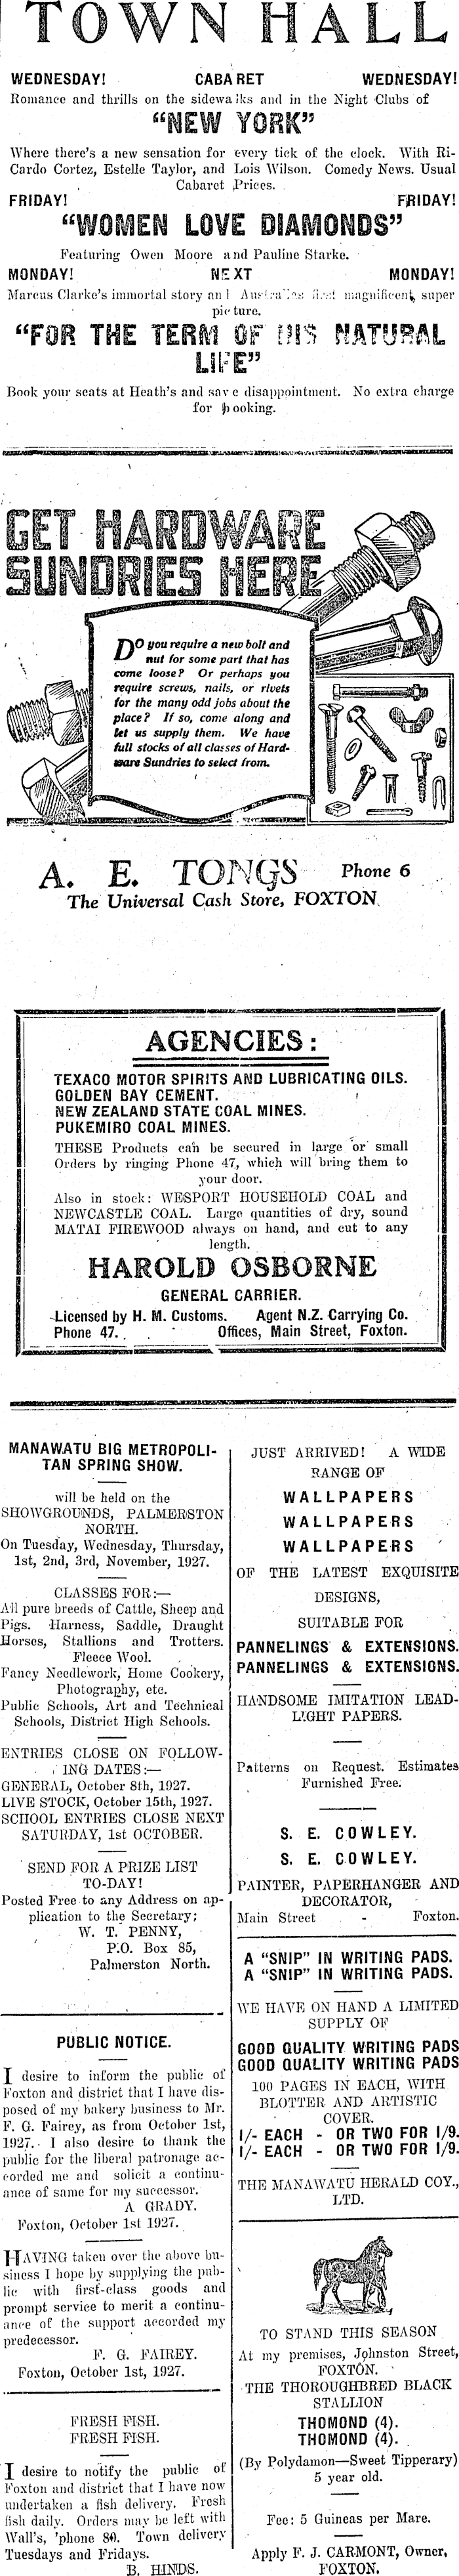 TOWN HALL
WEDNESDAY! CABARET WEDNESDAY!
Romance and thrills on the sidewalks and in the Night Clubs of
“NEW YORK”
Where there's a new sensation for every tick of the clock. With Ri-
Cardo Cortez, Estelle Taylor, and Lois Wilson. Comedy News. Usual
Cabaret Prices.
FRIDAY! FRIDAY!
“WOMEN LOVE DIAMONDS”
Featuring Owen Moore and Pauline Starke.
MONDAY! NEXT MONDAY!
Marcus Clarke's immortal story and Australia's first magnificent super
picture.
“FOR THE TERM OF HIS NATURAL
LIFE”
Book your seats at Heath's and save disappointment. No extra charge
for booking.
GET HARDWARE
SUNDRIES HERE
Do you require a new bolt and
nut for some part that has
come loose? Or perhaps you
require screws, nails, or rivets
for the many odd jobs about the
place? If so, come along and
let us supply them. We have
full stocks of all classes of Hard-
ware Sundries to select from.
A. E. TONGS Phone 6
The Universal Cash Store, FOXTON
AGENCIES:
TEXACO MOTOR SPIRITS AND LUBRICATING OILS.
GOLDEN BAY CEMENT.
NEW ZEALAND STATE COAL MINES.
PUKEMIRO COAL MINES.
THESE Products can be secured in large or small
Orders by ringing Phone 47, which will bring them to
your door.
Also in stock: WESPORT HOUSEHOLD COAL and
NEWCASTLE COAL. Large quantities of dry, sound
MATAI FIREWOOD always on hand, and cut to any
length.
HAROLD OSBORNE
GENERAL CARRIER.
Licensed by H. M. Customs. Agent N.Z. Carrying Co.
Phone 47. Offices, Main Street, Foxton.
MANAWATU BIG METROPOLI-
TAN SPRING SHOW.
will be held on the
SHOWGROUNDS, PALMERSTON
NORTH.
On Tuesday, Wednesday, Thursday,
1st, 2nd, 3rd, November, 1927.
CLASSES FOR:—
All pure breeds of Cattle, Sheep and
Pigs. Harness, Saddle, Draught
Horses, Stallions and Trotters.
Fleece Wool.
Fancy Needlework, Home Cookery,
Photography, etc.
Public Schools, Art and Technical
Schools, District High Schools.
ENTRIES CLOSE ON FOLLOW-
ING DATES:—
GENERAL, October 8th, 1927.
LIVE STOCK, October 15th, 1927.
SCHOOL ENTRIES CLOSE NEXT
SATURDAY, 1st OCTOBER.
SEND FOR A PRIZE LIST
TO-DAY!
Posted Free to any Address on ap-
plication to the Secretary;
W. T. PENNY,
P.O. Box 85,
Palmerston North.
PUBLIC NOTICE.
I desire to inform the public of
Foxton and district that I have dis-
posed of my bakery business to Mr.
F. G. Fairey, as from October 1st,
1927. I also desire to thank the
public for the liberal patronage ac-
corded me and solicit a continu-
ance of same for my successor.
A GRADY.
Foxton, October 1st 1927.
HAVING taken over the above bu-
siness I hope by supplying the pub-
lic with first-class goods and
prompt service to merit a continu-
ance of the support accorded my
predecessor.
F. G. FAIREY.
Foxton, October 1st, 1927.
FRESH FISH.
FRESH FISH.
I desire to notify the public of
Foxton and district that I have now
undertaken a fish delivery. Fresh
fish daily. Orders may be left with
Wall's, 'phone 80. Town delivery
Tuesdays and Fridays.
B. HINDS.
JUST ARRIVED! A WIDE
RANGE OF
WALLPAPERS
WALLPAPERS
WALLPAPERS
OF THE LATEST EXQUISITE
DESIGNS,
SUITABLE FOR
PANNELINGS & EXTENSIONS.
PANNELINGS & EXTENSIONS.
HANDSOME IMITATION LEAD-
LIGHT PAPERS.
Patterns on Request. Estimates
Furnished Free.
S. E. COWLEY.
S. E. COWLEY.
PAINTER, PAPERHANGER AND
DECORATOR,
Main Street - Foxton.
A “SNIP” IN WRITING PADS.
A “SNIP” IN WRITING PADS.
WE HAVE ON HAND A LIMITED
SUPPLY OF
GOOD QUALITY WRITING PADS
GOOD QUALITY WRITING PADS
100 PAGES IN EACH, WITH
BLOTTER AND ARTISTIC
COVER.
1/- EACH - OR TWO FOR 1/9.
1/- EACH - OR TWO FOR 1/9.
THE MANAWATU HERALD COY.,
LTD.
TO STAND THIS SEASON
At my premises, Johnston Street,
FOXTON.
THE THOROUGHBRED BLACK
STALLION
THOMOND (4).
THOMOND (4).
(By Polydamon—Sweet Tipperary)
5 year old.
Fee: 5 Guineas per Mare.
Apply F. J. CARMONT, Owner,
FOXTON.